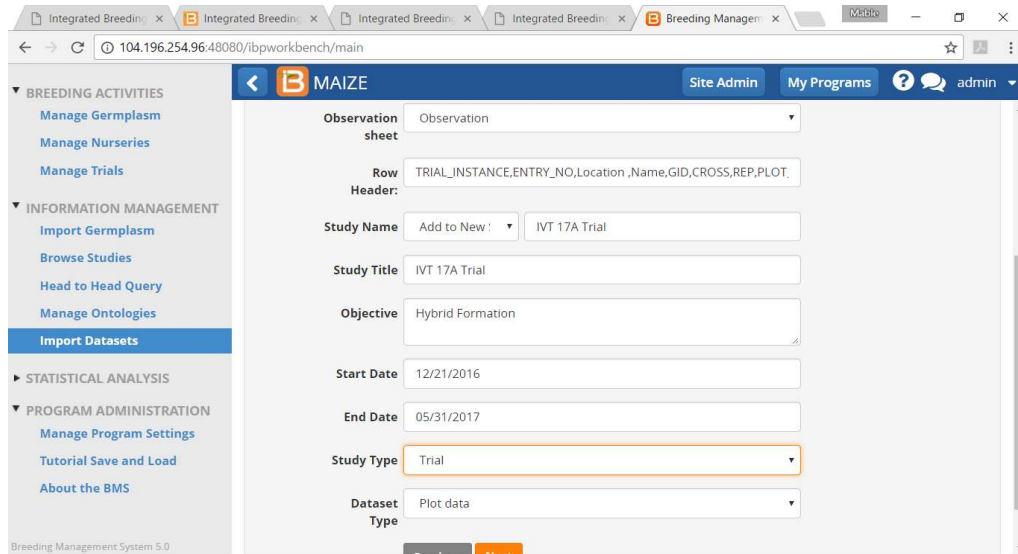 Integrated Breeding
Integrated Breeding
Integrated Breeding
Integrated Breeding
Breeding Managem
Mable
104.196.254.96:48080/ibpworkbench/main
MAIZE
Site Admin
My Programs
admin
BREEDING ACTIVITIES
Manage Germplasm
Manage Nurseries
Manage Trials
INFORMATION MANAGEMENT
Import Germplasm
Browse Studies
Head to Head Query
Manage Ontologies
Import Datasets
STATISTICAL ANALYSIS
PROGRAM ADMINISTRATION
Manage Program Settings
Tutorial Save and Load
About the BMS
Breeding Management System 5.0
Observation sheet Observation
Row Header: TRIAL_INSTANCE,ENTRY_NO,Location ,Name,GID,CROSS,REP,PLOT_
Study Name Add to New IVT 17A Trial
Study Title IVT 17A Trial
Objective Hybrid Formation
Start Date 12/21/2016
End Date 05/31/2017
Study Type Trial
Dataset Type Plot data